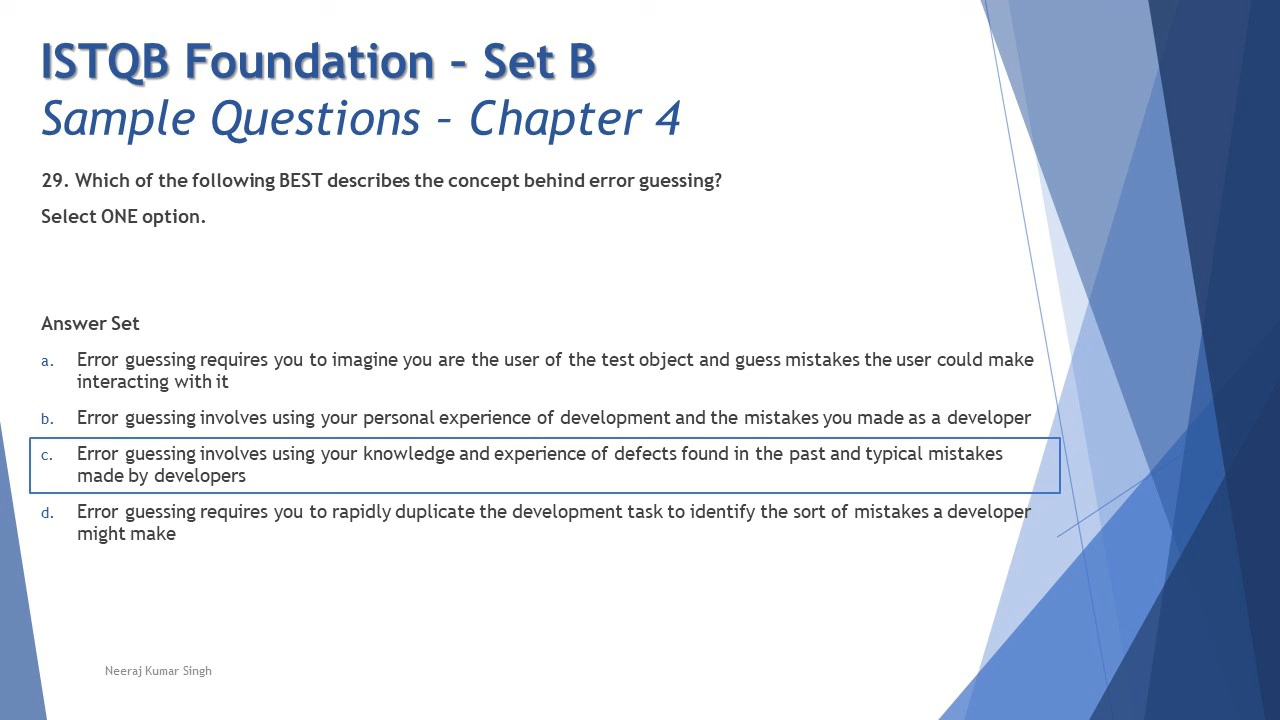 ISTQB Foundation – Set B
Sample Questions – Chapter 4
29. Which of the following BEST describes the concept behind error guessing?
Select ONE option.
Answer Set
a. Error guessing requires you to imagine you are the user of the test object and guess mistakes the user could make
interacting with it
b. Error guessing involves using your personal experience of development and the mistakes you made as a developer
c. Error guessing involves using your knowledge and experience of defects found in the past and typical mistakes
made by developers
d. Error guessing requires you to rapidly duplicate the development task to identify the sort of mistakes a developer
might make
Neeraj Kumar Singh